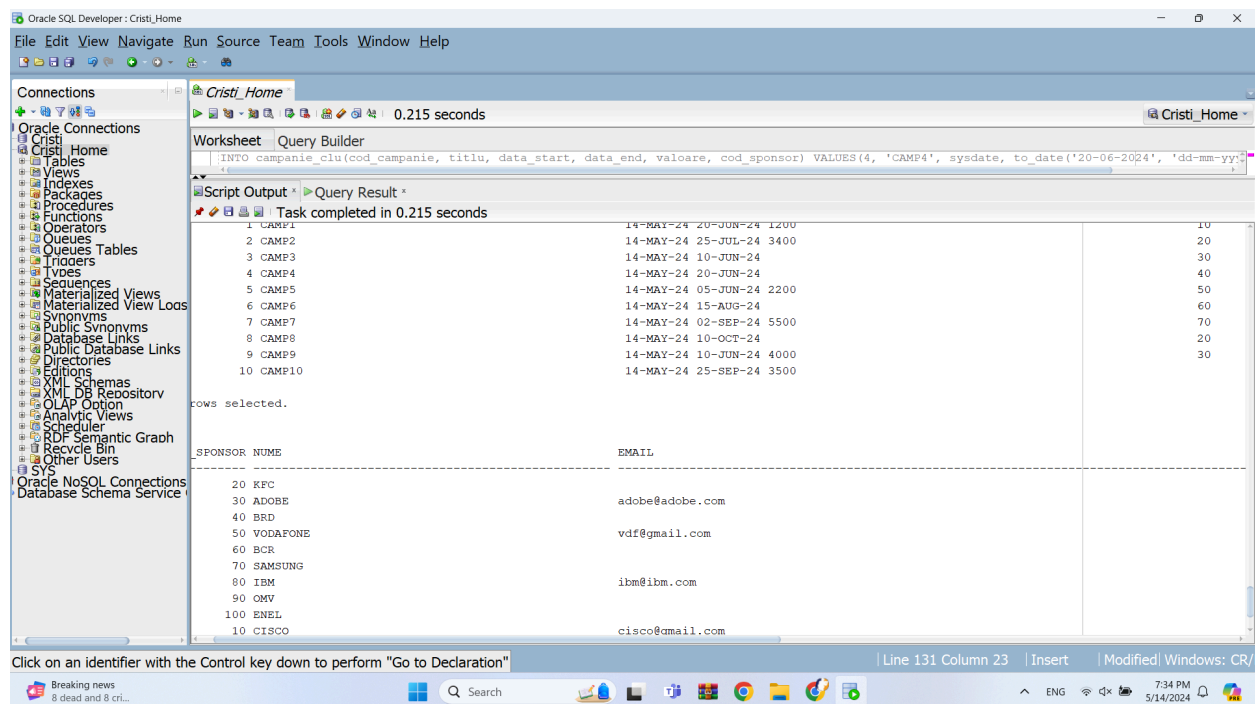 Oracle SQL Developer : Cristi_Home
File Edit View Navigate Run Source Team Tools Window Help
Connections
Oracle Connections
Cristi
Cristi_Home
Tables
Views
Indexes
Packages
Procedures
Functions
Operators
Queues
Queues Tables
Triggers
Types
Sequences
Materialized Views
Materialized View Logs
Synonyms
Public Synonyms
Database Links
Public Database Links
Directories
Editions
XML Schemas
XML DB Repository
OLAP Option
Analytic Views
Scheduler
RDF Semantic Graph
Recycle Bin
Other Users
SYS
Oracle NoSQL Connections
Database Schema Service
Cristi_Home
0.215 seconds Cristi_Home
Worksheet Query Builder
INTO campanie_clu(cod_campanie, titlu, data_start, data_end, valoare, cod_sponsor) VALUES(4, 'CAMP4', sysdate, to_date('20-06-2024', 'dd-mm-yyy
Script Output Query Result
Task completed in 0.215 seconds
1 CAMP1 14-MAY-24 20-JUN-24 1200 10
2 CAMP2 14-MAY-24 25-JUL-24 3400 20
3 CAMP3 14-MAY-24 10-JUN-24 30
4 CAMP4 14-MAY-24 20-JUN-24 40
5 CAMP5 14-MAY-24 05-JUN-24 2200 50
6 CAMP6 14-MAY-24 15-AUG-24 60
7 CAMP7 14-MAY-24 02-SEP-24 5500 70
8 CAMP8 14-MAY-24 10-OCT-24 20
9 CAMP9 14-MAY-24 10-JUN-24 4000 30
10 CAMP10 14-MAY-24 25-SEP-24 3500
rows selected.
_SPONSOR NUME EMAIL
20 KFC
30 ADOBE adobe@adobe.com
40 BRD
50 VODAFONE vdf@gmail.com
60 BCR
70 SAMSUNG
80 IBM ibm@ibm.com
90 OMV
100 ENEL
10 CISCO cisco@gmail.com
Click on an identifier with the Control key down to perform "Go to Declaration"
Line 131 Column 23 Insert Modified Windows: CR/
Breaking news
8 dead and 8 cri...
Search
ENG
7:34 PM
5/14/2024
PRE